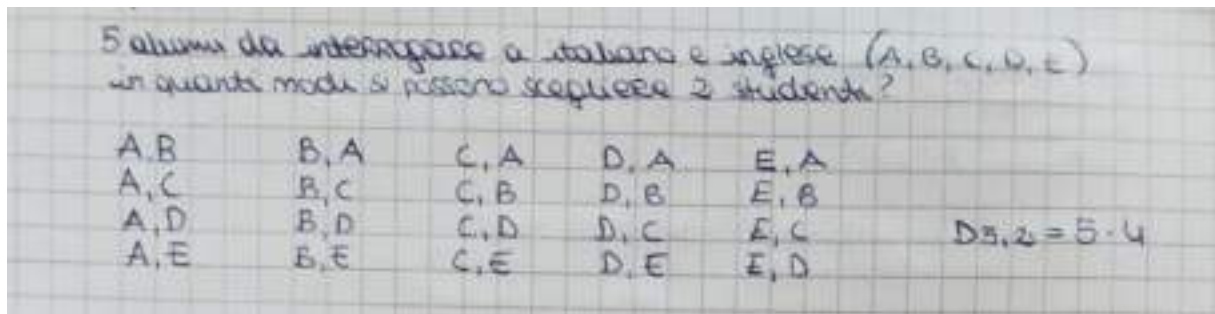 5 alunni da interrogare a italiano e inglese (A, B, C, D, E)
in quanti modi si possono scegliere 2 studenti?
A,B B,A C,A D,A E,A
A,C B,C C,B D,B E,B
A,D B,D C,D D,C E,C D5,2 = 5·4
A,E B,E C,E D,E E,D